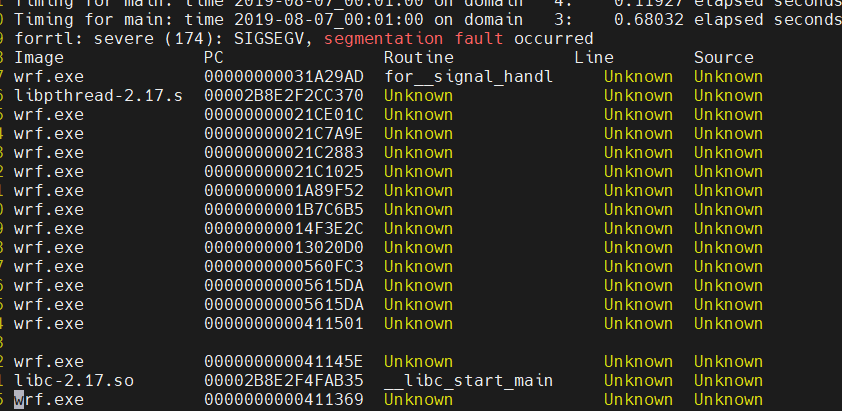 Timing for main: time 2019-08-07_00:01:00 on domain 4: 0.11927 elapsed seconds
Timing for main: time 2019-08-07_00:01:00 on domain 3: 0.68032 elapsed seconds
forrtl: severe (174): SIGSEGV, segmentation fault occurred
Image PC Routine Line Source
wrf.exe 00000000031A29AD for__signal_handl Unknown Unknown
libpthread-2.17.s 00002B8E2F2CC370 Unknown Unknown Unknown
wrf.exe 00000000021CE01C Unknown Unknown Unknown
wrf.exe 00000000021C7A9E Unknown Unknown Unknown
wrf.exe 00000000021C2883 Unknown Unknown Unknown
wrf.exe 00000000021C1025 Unknown Unknown Unknown
wrf.exe 0000000001A89F52 Unknown Unknown Unknown
wrf.exe 0000000001B7C6B5 Unknown Unknown Unknown
wrf.exe 00000000014F3E2C Unknown Unknown Unknown
wrf.exe 00000000013020D0 Unknown Unknown Unknown
wrf.exe 0000000000560FC3 Unknown Unknown Unknown
wrf.exe 00000000005615DA Unknown Unknown Unknown
wrf.exe 00000000005615DA Unknown Unknown Unknown
wrf.exe 0000000000411501 Unknown Unknown Unknown
wrf.exe 000000000041145E Unknown Unknown Unknown
libc-2.17.so 00002B8E2F4FAB35 __libc_start_main Unknown Unknown
wrf.exe 0000000000411369 Unknown Unknown Unknown